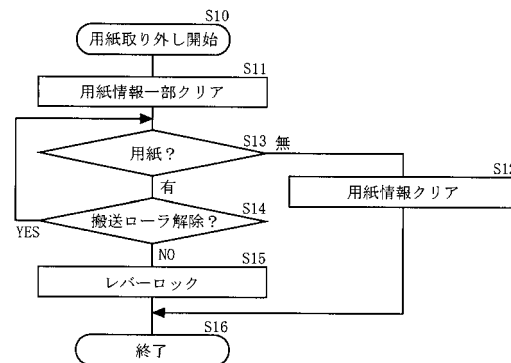 S10
用紙取り外し開始
S11
用紙情報一部クリア
S13
用紙？
無
S12
用紙情報クリア
有
S14
搬送ローラ解除？
YES
NO
S15
レバーロック
S16
終了